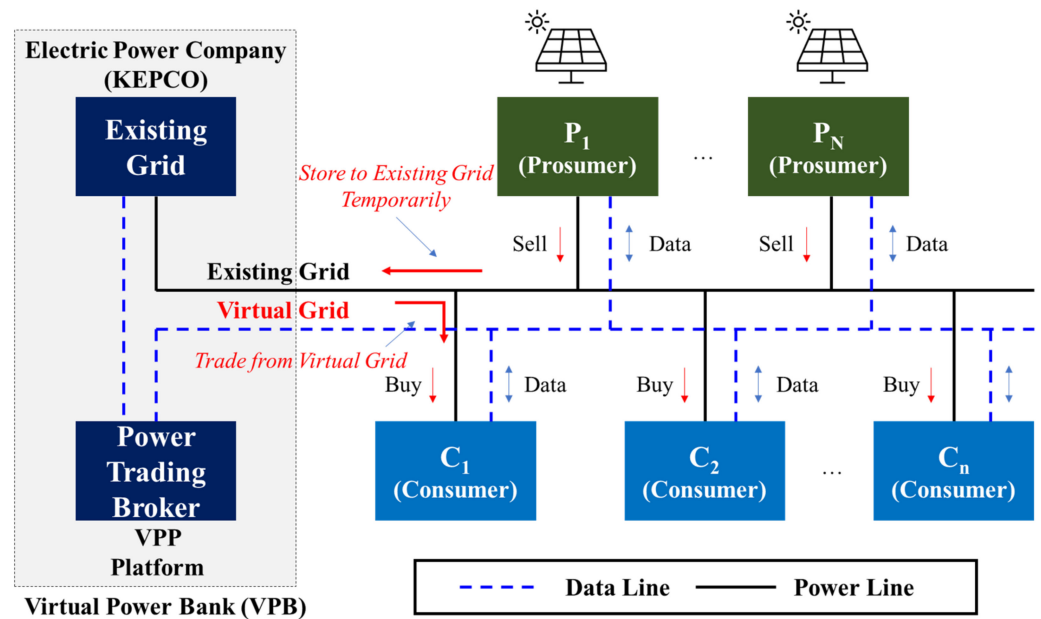 Electric Power Company
(KEPCO)
Existing
Grid
P1
(Prosumer)
...
PN
(Prosumer)
Store to Existing Grid
Temporarily
Sell
Data
Sell
Data
Existing Grid
Virtual Grid
Trade from Virtual Grid
Buy
Data
Buy
Data
Buy
Power
Trading
Broker
VPP
Platform
C1
(Consumer)
C2
(Consumer)
...
Cn
(Consumer)
Data Line
Power Line
Virtual Power Bank (VPB)